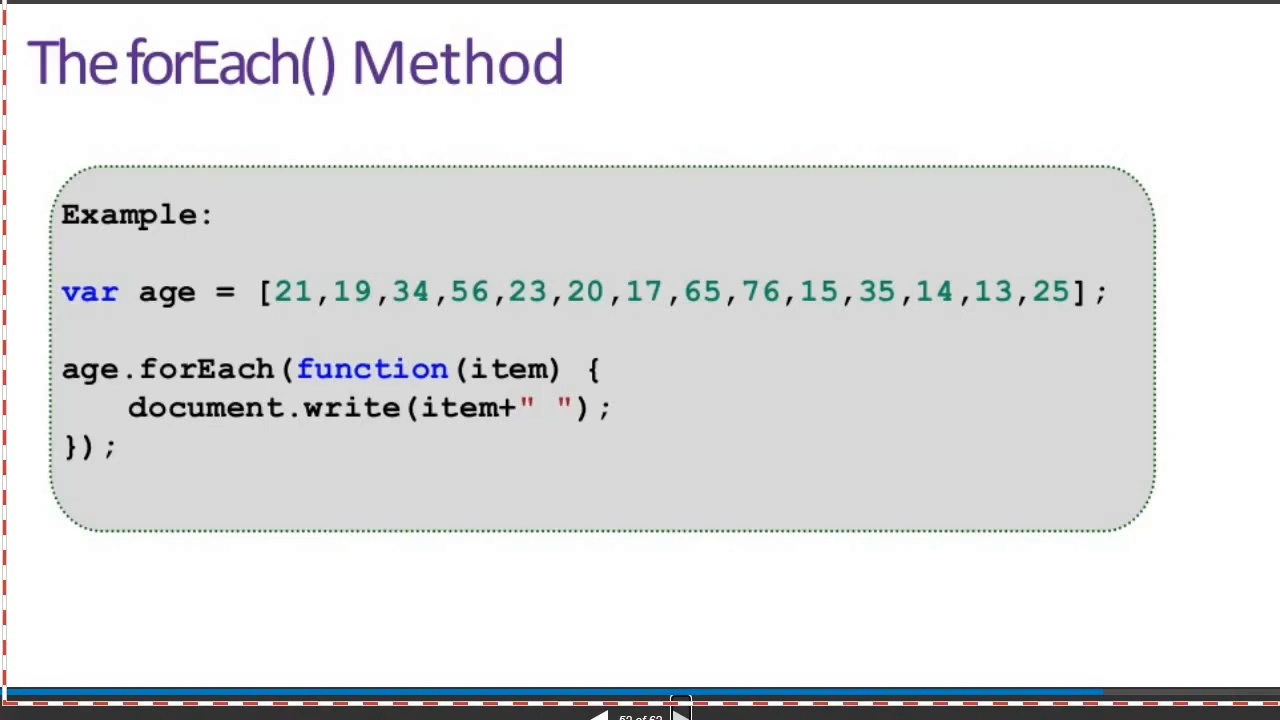 The forEach() Method
Example:
var age = [21,19,34,56,23,20,17,65,76,15,35,14,13,25];
age.forEach(function(item) {
document.write(item+" ");
});